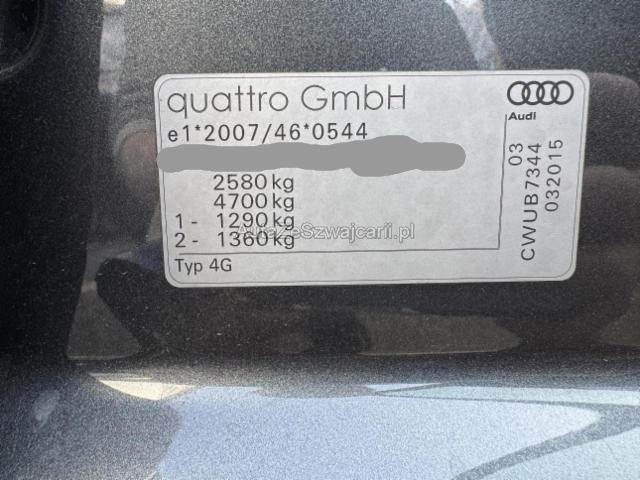 quattro GmbH
Audi
e1*2007/46*0544
2580 kg
4700 kg
1 - 1290 kg
2 - 1360 kg
Typ 4G
CWUB7344 03
032015
AutazeSzwajcarii.pl